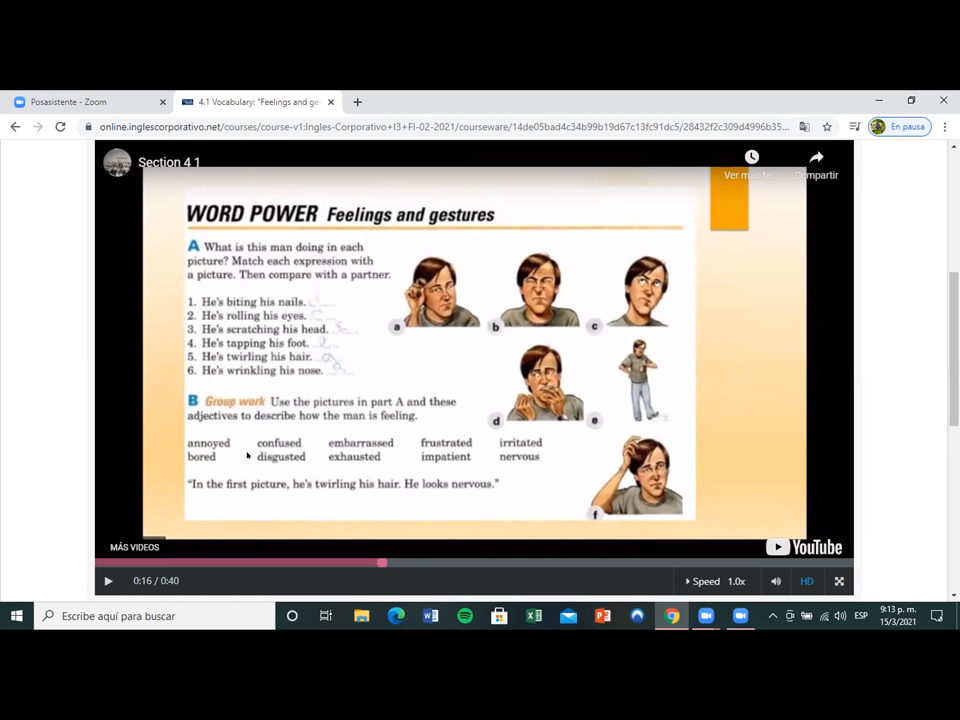 Posasistente - Zoom
4.1 Vocabulary: "Feelings and ge
online.inglescorporativo.net/courses/course-v1:Ingles-Corporativo+I3+FI-02-2021/courseware/14de05bad4c34b99b19d67c13fc91dc5/28432f2c309d4996b35...
En pausa
Section 4 1
Ver más ta
Compartir
WORD POWER Feelings and gestures
A What is this man doing in each
picture? Match each expression with
a picture. Then compare with a partner.
1. He's biting his nails.
2. He's rolling his eyes.
3. He's scratching his head.
4. He's tapping his foot.
5. He's twirling his hair.
6. He's wrinkling his nose.
a
b
c
d
e
f
B Group work Use the pictures in part A and these
adjectives to describe how the man is feeling.
annoyed confused embarrassed frustrated irritated
bored disgusted exhausted impatient nervous
"In the first picture, he's twirling his hair. He looks nervous."
MÁS VIDEOS
YouTube
0:16 / 0:40
Speed 1.0x
HD
Escribe aquí para buscar
ESP
9:13 p. m.
15/3/2021